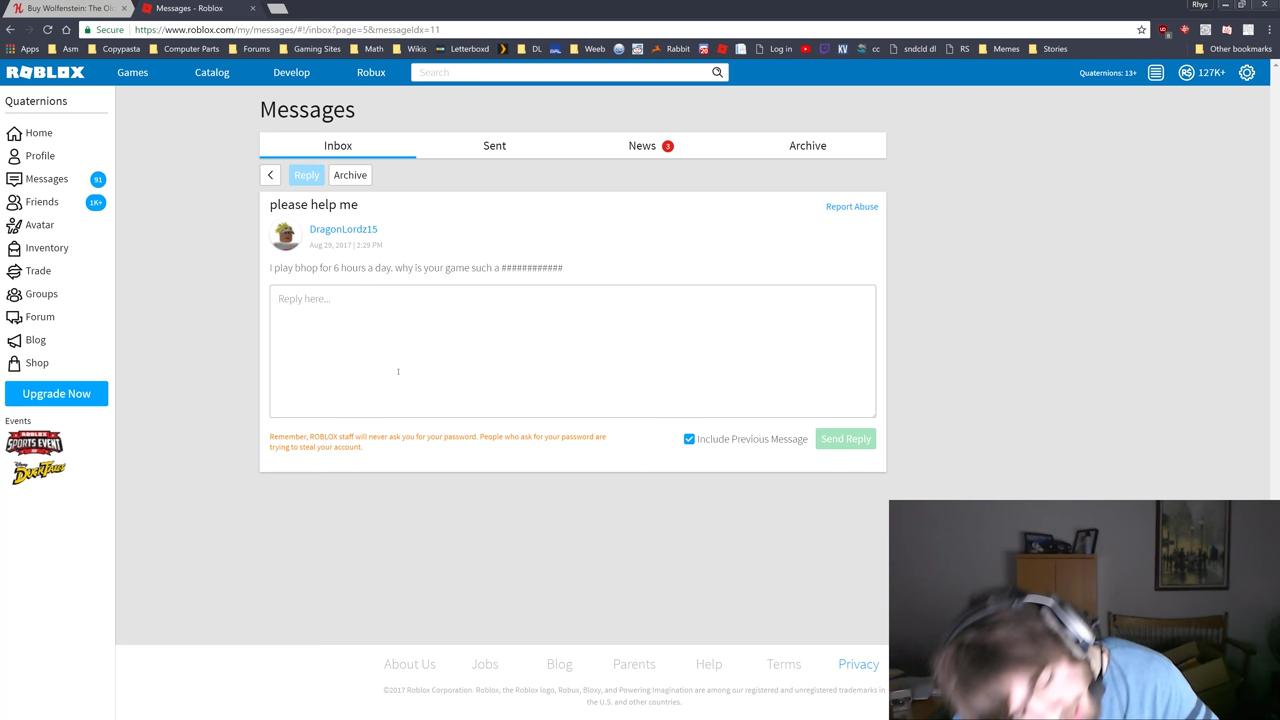 Buy Wolfenstein: The Old
Messages - Roblox
Rhys
Secure
https://www.roblox.com/my/messages/#!/inbox?page=5&messageIdx=11
Apps Asm Copypasta Computer Parts Forums Gaming Sites Math Wikis Letterboxd DL Weeb Rabbit Log in KV cc sndcld dl RS Memes Stories Other bookmarks
ROBLOX Games Catalog Develop Robux Search Quaternions: 13+ R$ 127K+
Quaternions
Home
Profile
Messages 91
Friends 1K+
Avatar
Inventory
Trade
Groups
Forum
Blog
Shop
Upgrade Now
Events
ROBLOX SPORTS EVENT
DUCKTALES
Messages
Inbox Sent News 3 Archive
Reply Archive
please help me
Report Abuse
DragonLordz15
Aug 29, 2017 | 2:29 PM
I play bhop for 6 hours a day. why is your game such a ############
Reply here...
Remember, ROBLOX staff will never ask you for your password. People who ask for your password are
trying to steal your account.
Include Previous Message Send Reply
About Us Jobs Blog Parents Help Terms Privacy
©2017 Roblox Corporation. Roblox, the Roblox logo, Robux, Bloxy, and Powering Imagination are among our registered and unregistered trademarks in
the U.S. and other countries.